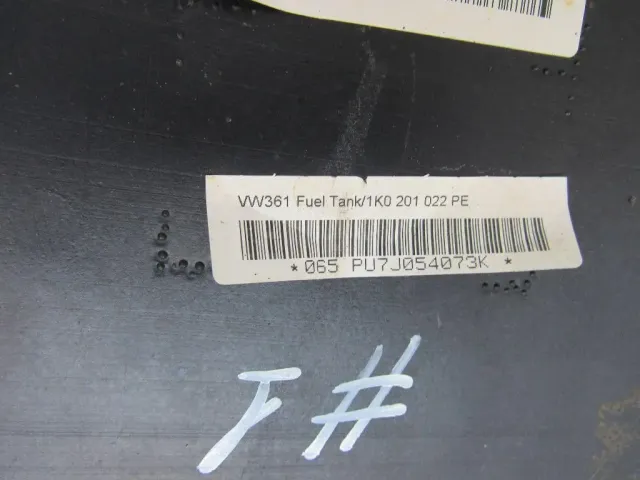 VW361 Fuel Tank/1K0 201 022 PE
*065 PU7J054073K *
F#